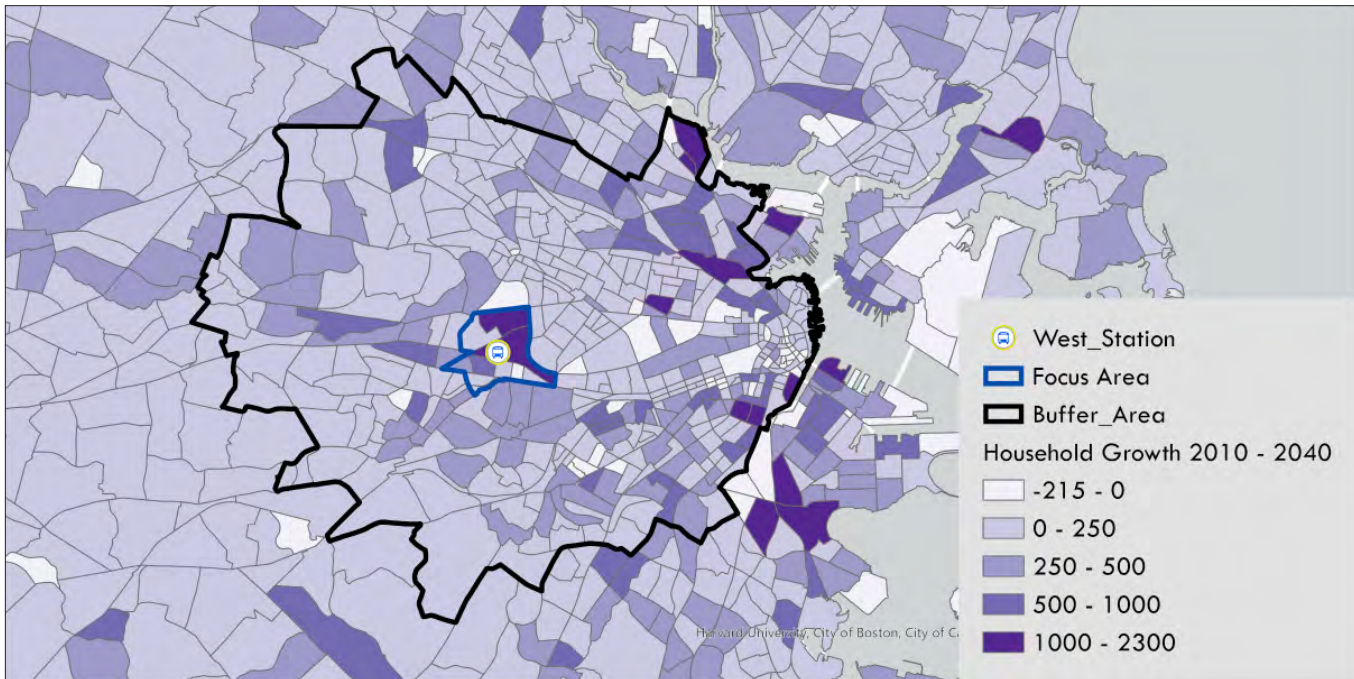 West_Station
Focus Area
Buffer_Area
Household Growth 2010 - 2040
-215 - 0
0 - 250
250 - 500
500 - 1000
1000 - 2300
Harvard University, City of Boston, City of Ca